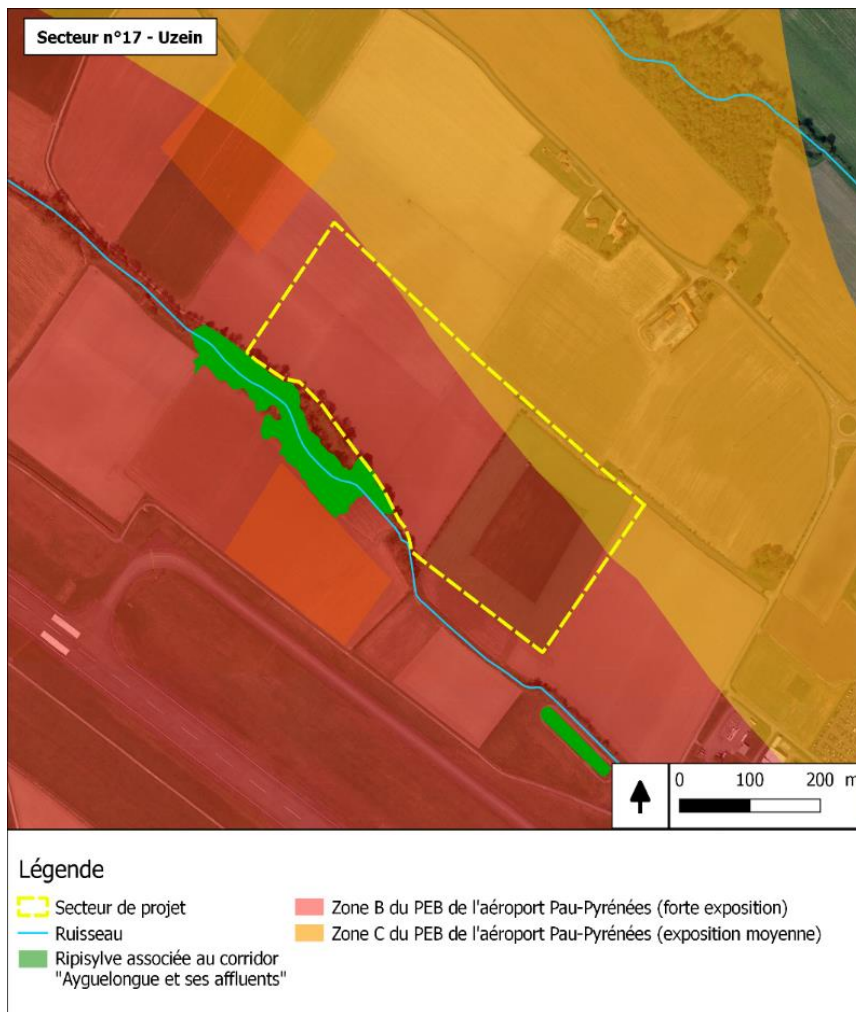 Secteur n°17 - Uzein
0 100 200 m
Légende
Secteur de projet
Ruisseau
Ripisylve associée au corridor
"Ayguelongue et ses affluents"
Zone B du PEB de l'aéroport Pau-Pyrénées (forte exposition)
Zone C du PEB de l'aéroport Pau-Pyrénées (exposition moyenne)